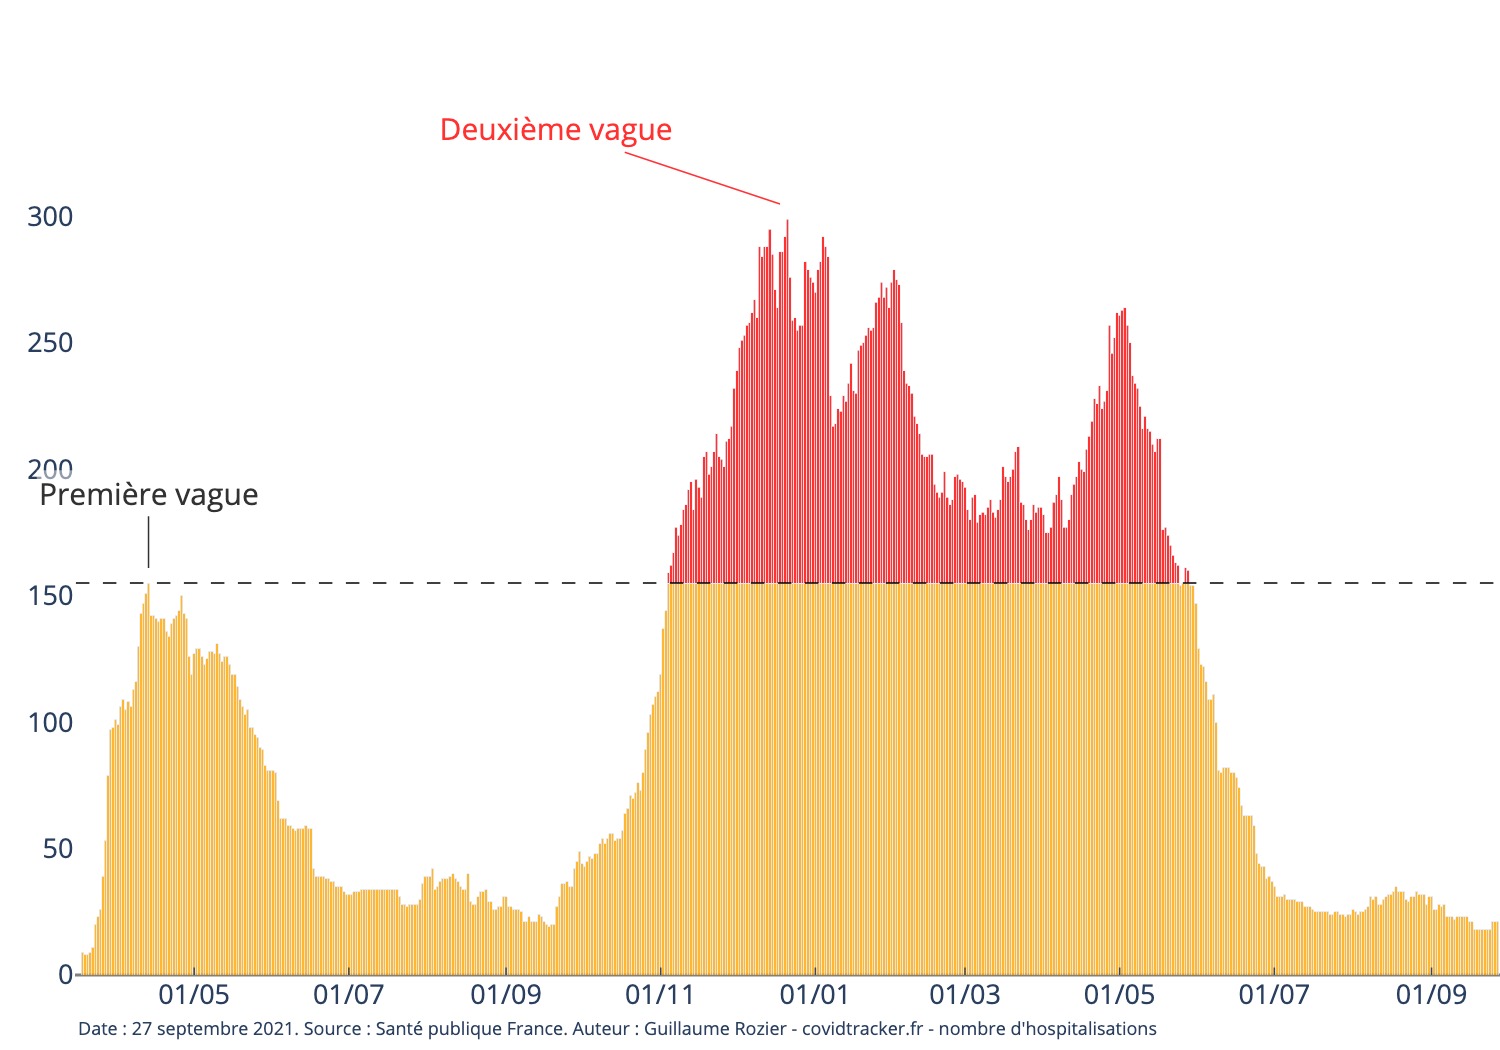 Deuxième vague
300
250
200
Première vague
150
100
50
0
01/05 01/07 01/09 01/11 01/01 01/03 01/05 01/07 01/09
Date : 27 septembre 2021. Source : Santé publique France. Auteur : Guillaume Rozier - covidtracker.fr - nombre d'hospitalisations